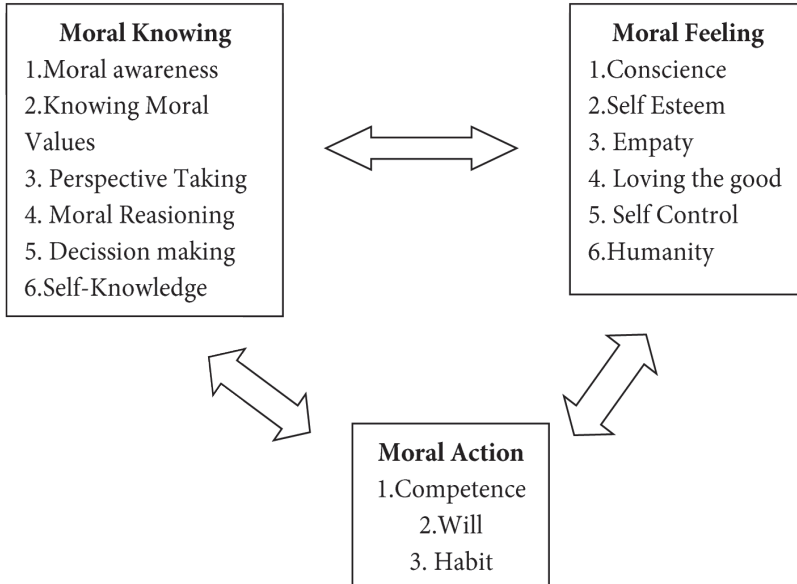 Moral Knowing
1.Moral awareness
2.Knowing Moral
Values
3. Perspective Taking
4. Moral Reasioning
5. Decission making
6.Self-Knowledge
Moral Feeling
1.Conscience
2.Self Esteem
3. Empaty
4. Loving the good
5. Self Control
6.Humanity
Moral Action
1.Competence
2.Will
3. Habit